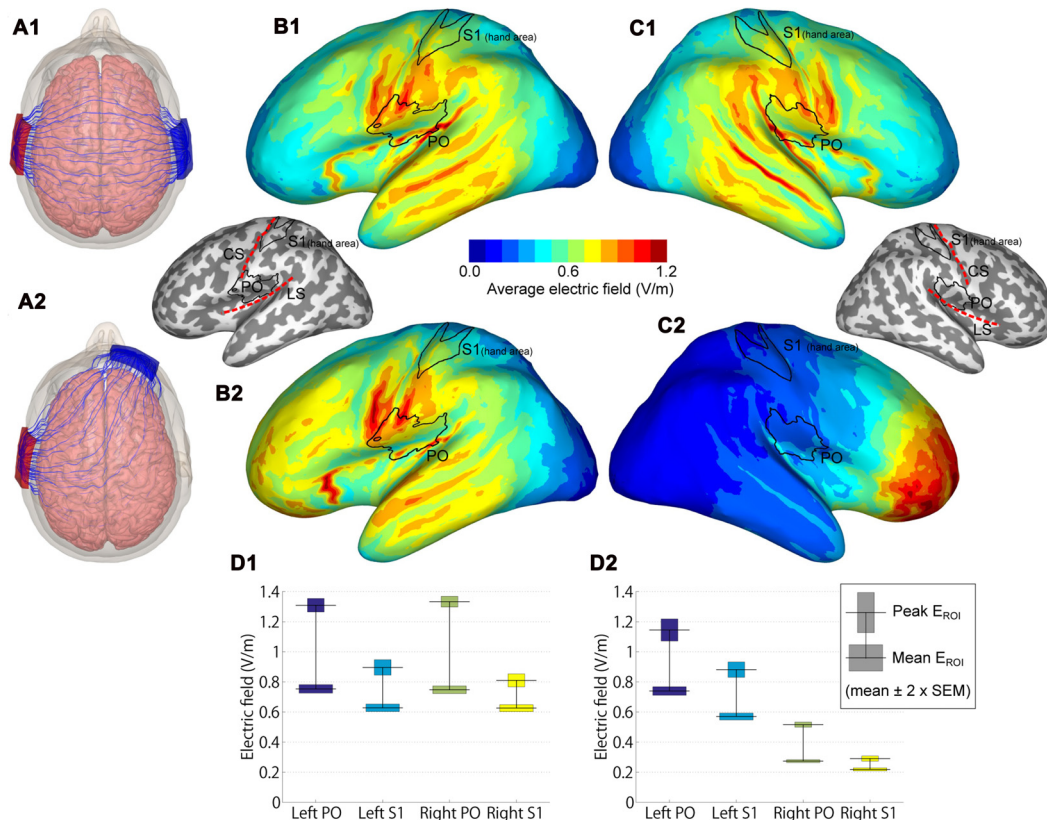 A1
B1
S1 (hand area)
PO
C1
S1 (hand area)
PO
CS
S1 (hand area)
PO
LS
0.0 0.6 1.2
Average electric field (V/m)
S1 (hand area)
CS
PO
LS
A2
B2
S1 (hand area)
PO
C2
S1 (hand area)
PO
D1
Electric field (V/m)
1.4
1.2
1
0.8
0.6
0.4
0.2
0
Left PO Left S1 Right PO Right S1
D2
Electric field (V/m)
1.4
1.2
1
0.8
0.6
0.4
0.2
0
Left PO Left S1 Right PO Right S1
Peak EROI
Mean EROI
(mean ± 2 x SEM)